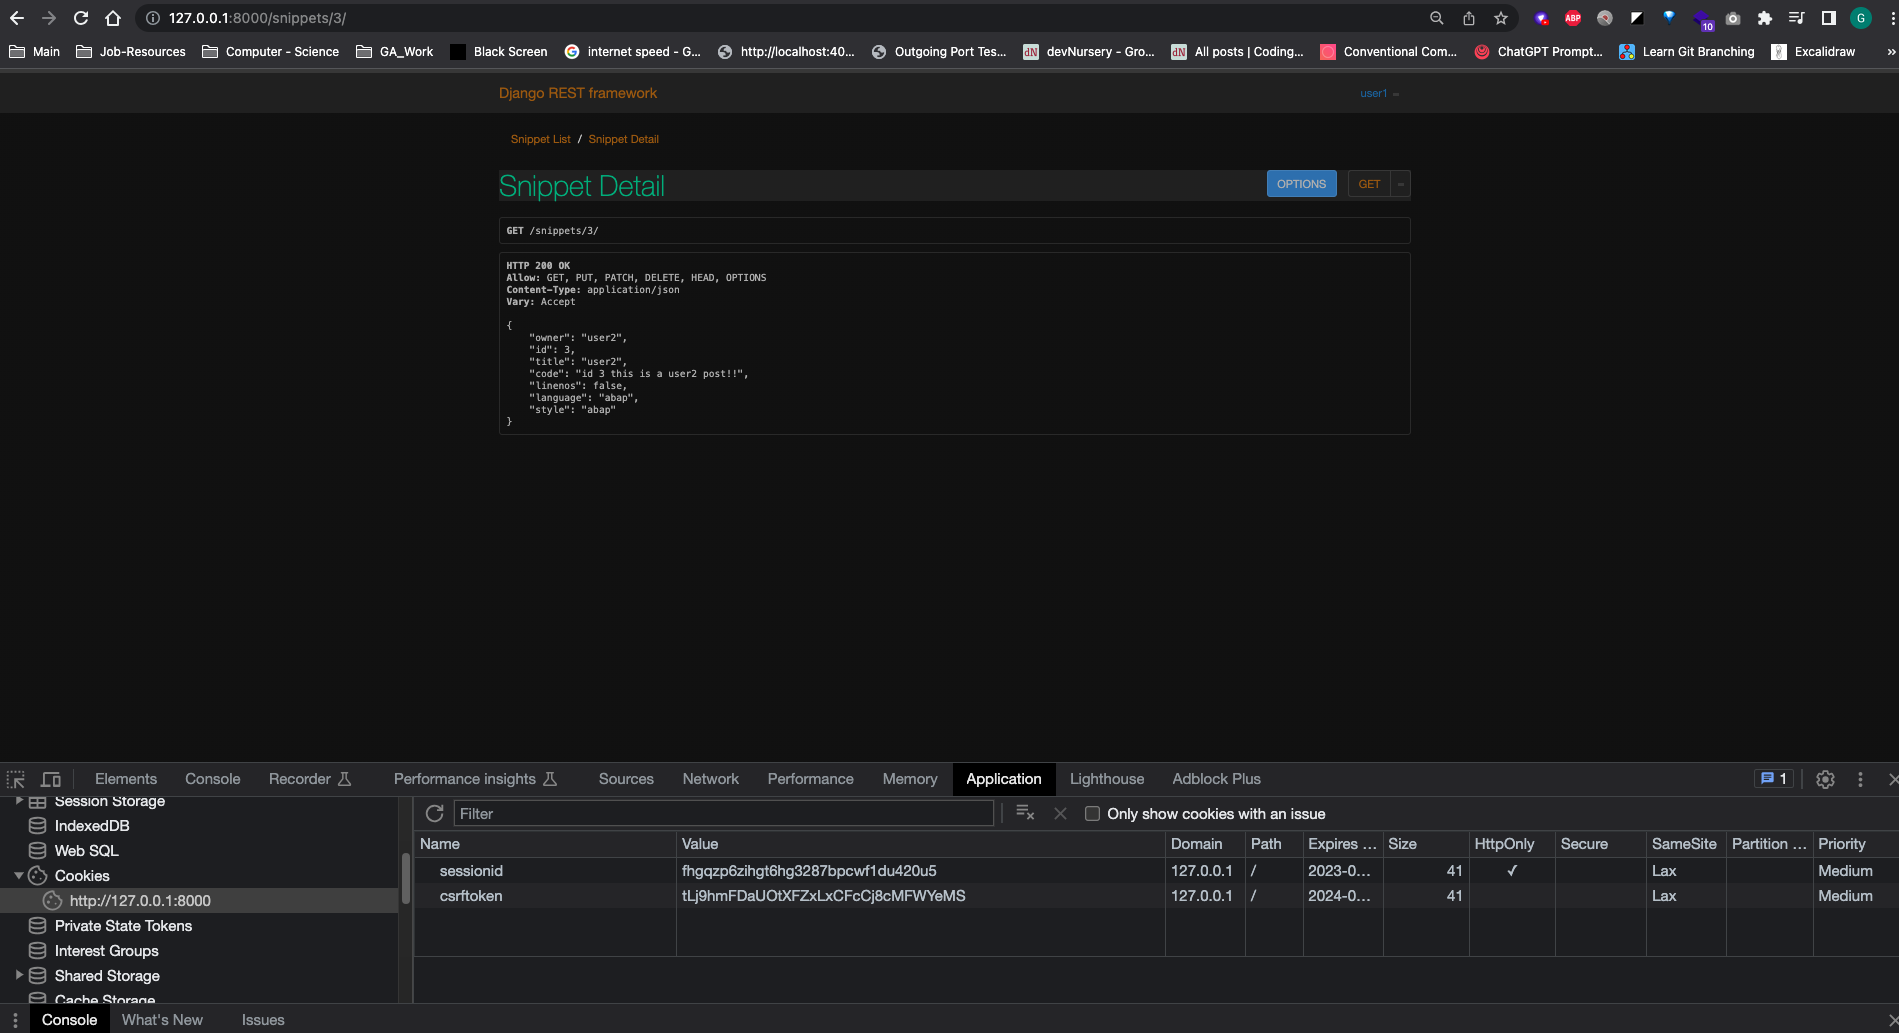 127.0.0.1:8000/snippets/3/
ABP
10
G
Main
Job-Resources
Computer - Science
GA_Work
Black Screen
G
internet speed - G...
http://localhost:40...
Outgoing Port Tes...
dN
devNursery - Gro...
dN
All posts | Coding...
Conventional Com...
ChatGPT Prompt...
Learn Git Branching
Excalidraw
»
Django REST framework
user1
Snippet List / Snippet Detail
Snippet Detail
OPTIONS
GET
GET /snippets/3/
HTTP 200 OK
Allow: GET, PUT, PATCH, DELETE, HEAD, OPTIONS
Content-Type: application/json
Vary: Accept
{
"owner": "user2",
"id": 3,
"title": "user2",
"code": "id 3 this is a user2 post!!",
"linenos": false,
"language": "abap",
"style": "abap"
}
Elements
Console
Recorder
Performance insights
Sources
Network
Performance
Memory
Application
Lighthouse
Adblock Plus
1
Session Storage
IndexedDB
Web SQL
Cookies
http://127.0.0.1:8000
Private State Tokens
Interest Groups
Shared Storage
Cache Storage
Filter
Only show cookies with an issue
Name Value Domain Path Expires ... Size HttpOnly Secure SameSite Partition ... Priority
sessionid fhgqzp6zihgt6hg3287bpcwf1du420u5 127.0.0.1 / 2023-0... 41 ✓ Lax Medium
csrftoken tLj9hmFDaUOtXFZxLxCFcCj8cMFWYeMS 127.0.0.1 / 2024-0... 41 Lax Medium
Console
What's New
Issues